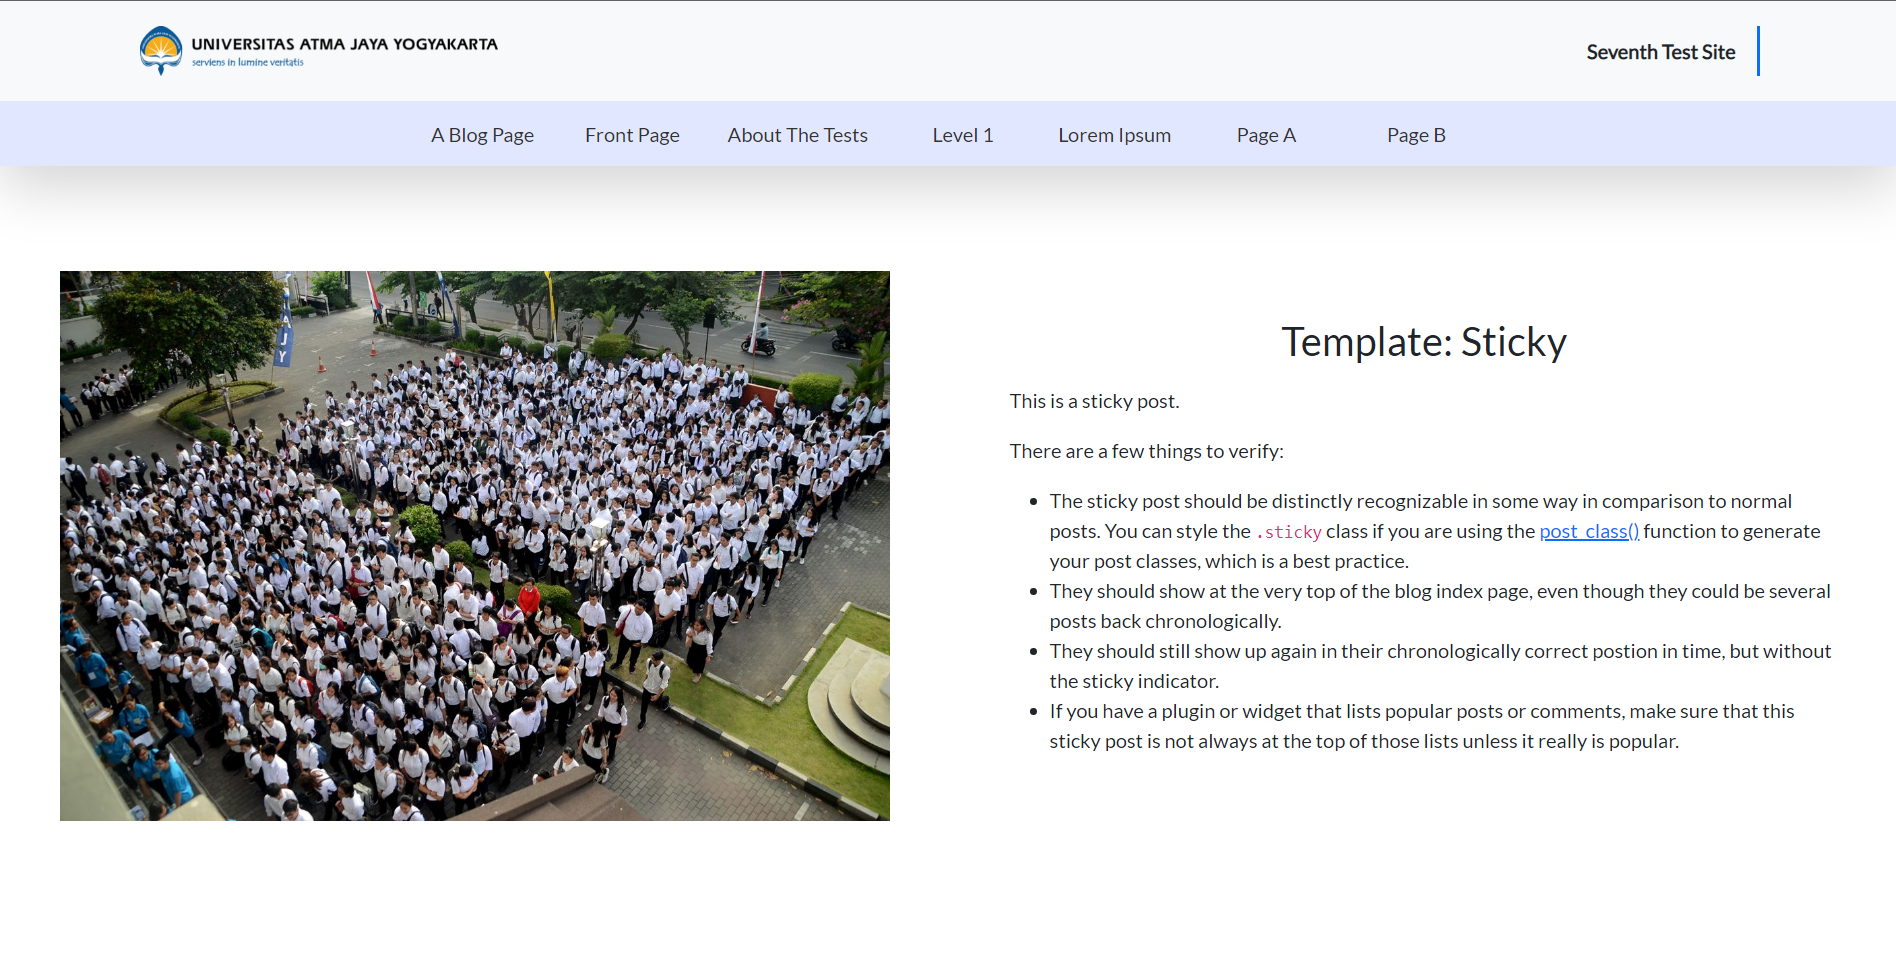 UNIVERSITAS ATMA JAYA YOGYAKARTA
serviens in lumine veritatis
Seventh Test Site
A Blog Page
Front Page
About The Tests
Level 1
Lorem Ipsum
Page A
Page B
AJY
Template: Sticky
This is a sticky post.
There are a few things to verify:
The sticky post should be distinctly recognizable in some way in comparison to normal
posts. You can style the .sticky class if you are using the post_class() function to generate
your post classes, which is a best practice.
They should show at the very top of the blog index page, even though they could be several
posts back chronologically.
They should still show up again in their chronologically correct postion in time, but without
the sticky indicator.
If you have a plugin or widget that lists popular posts or comments, make sure that this
sticky post is not always at the top of those lists unless it really is popular.